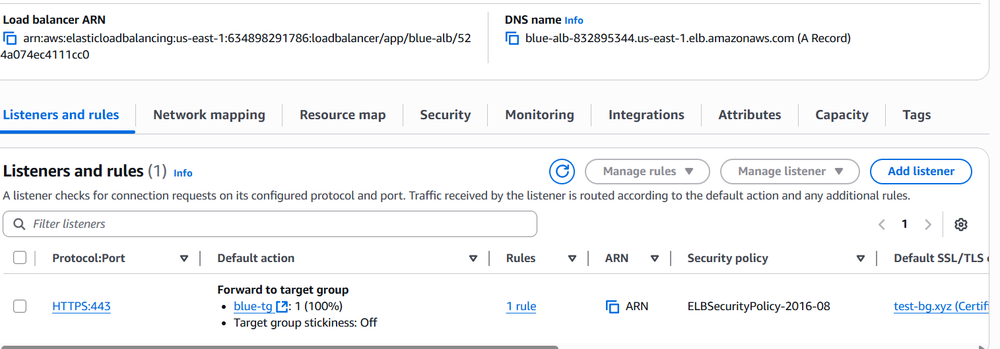 Load balancer ARN
arn:aws:elasticloadbalancing:us-east-1:634898291786:loadbalancer/app/blue-alb/52
4a074ec4111cc0
DNS name Info
blue-alb-832895344.us-east-1.elb.amazonaws.com (A Record)
Listeners and rules Network mapping Resource map Security Monitoring Integrations Attributes Capacity Tags
Listeners and rules (1) Info
Manage rules Manage listener Add listener
A listener checks for connection requests on its configured protocol and port. Traffic received by the listener is routed according to the default action and any additional rules.
Filter listeners
1
Protocol:Port Default action Rules ARN Security policy Default SSL/TLS
HTTPS:443
Forward to target group
• blue-tg : 1 (100%)
• Target group stickiness: Off
1 rule
ARN
ELBSecurityPolicy-2016-08
test-bg.xyz (Certif